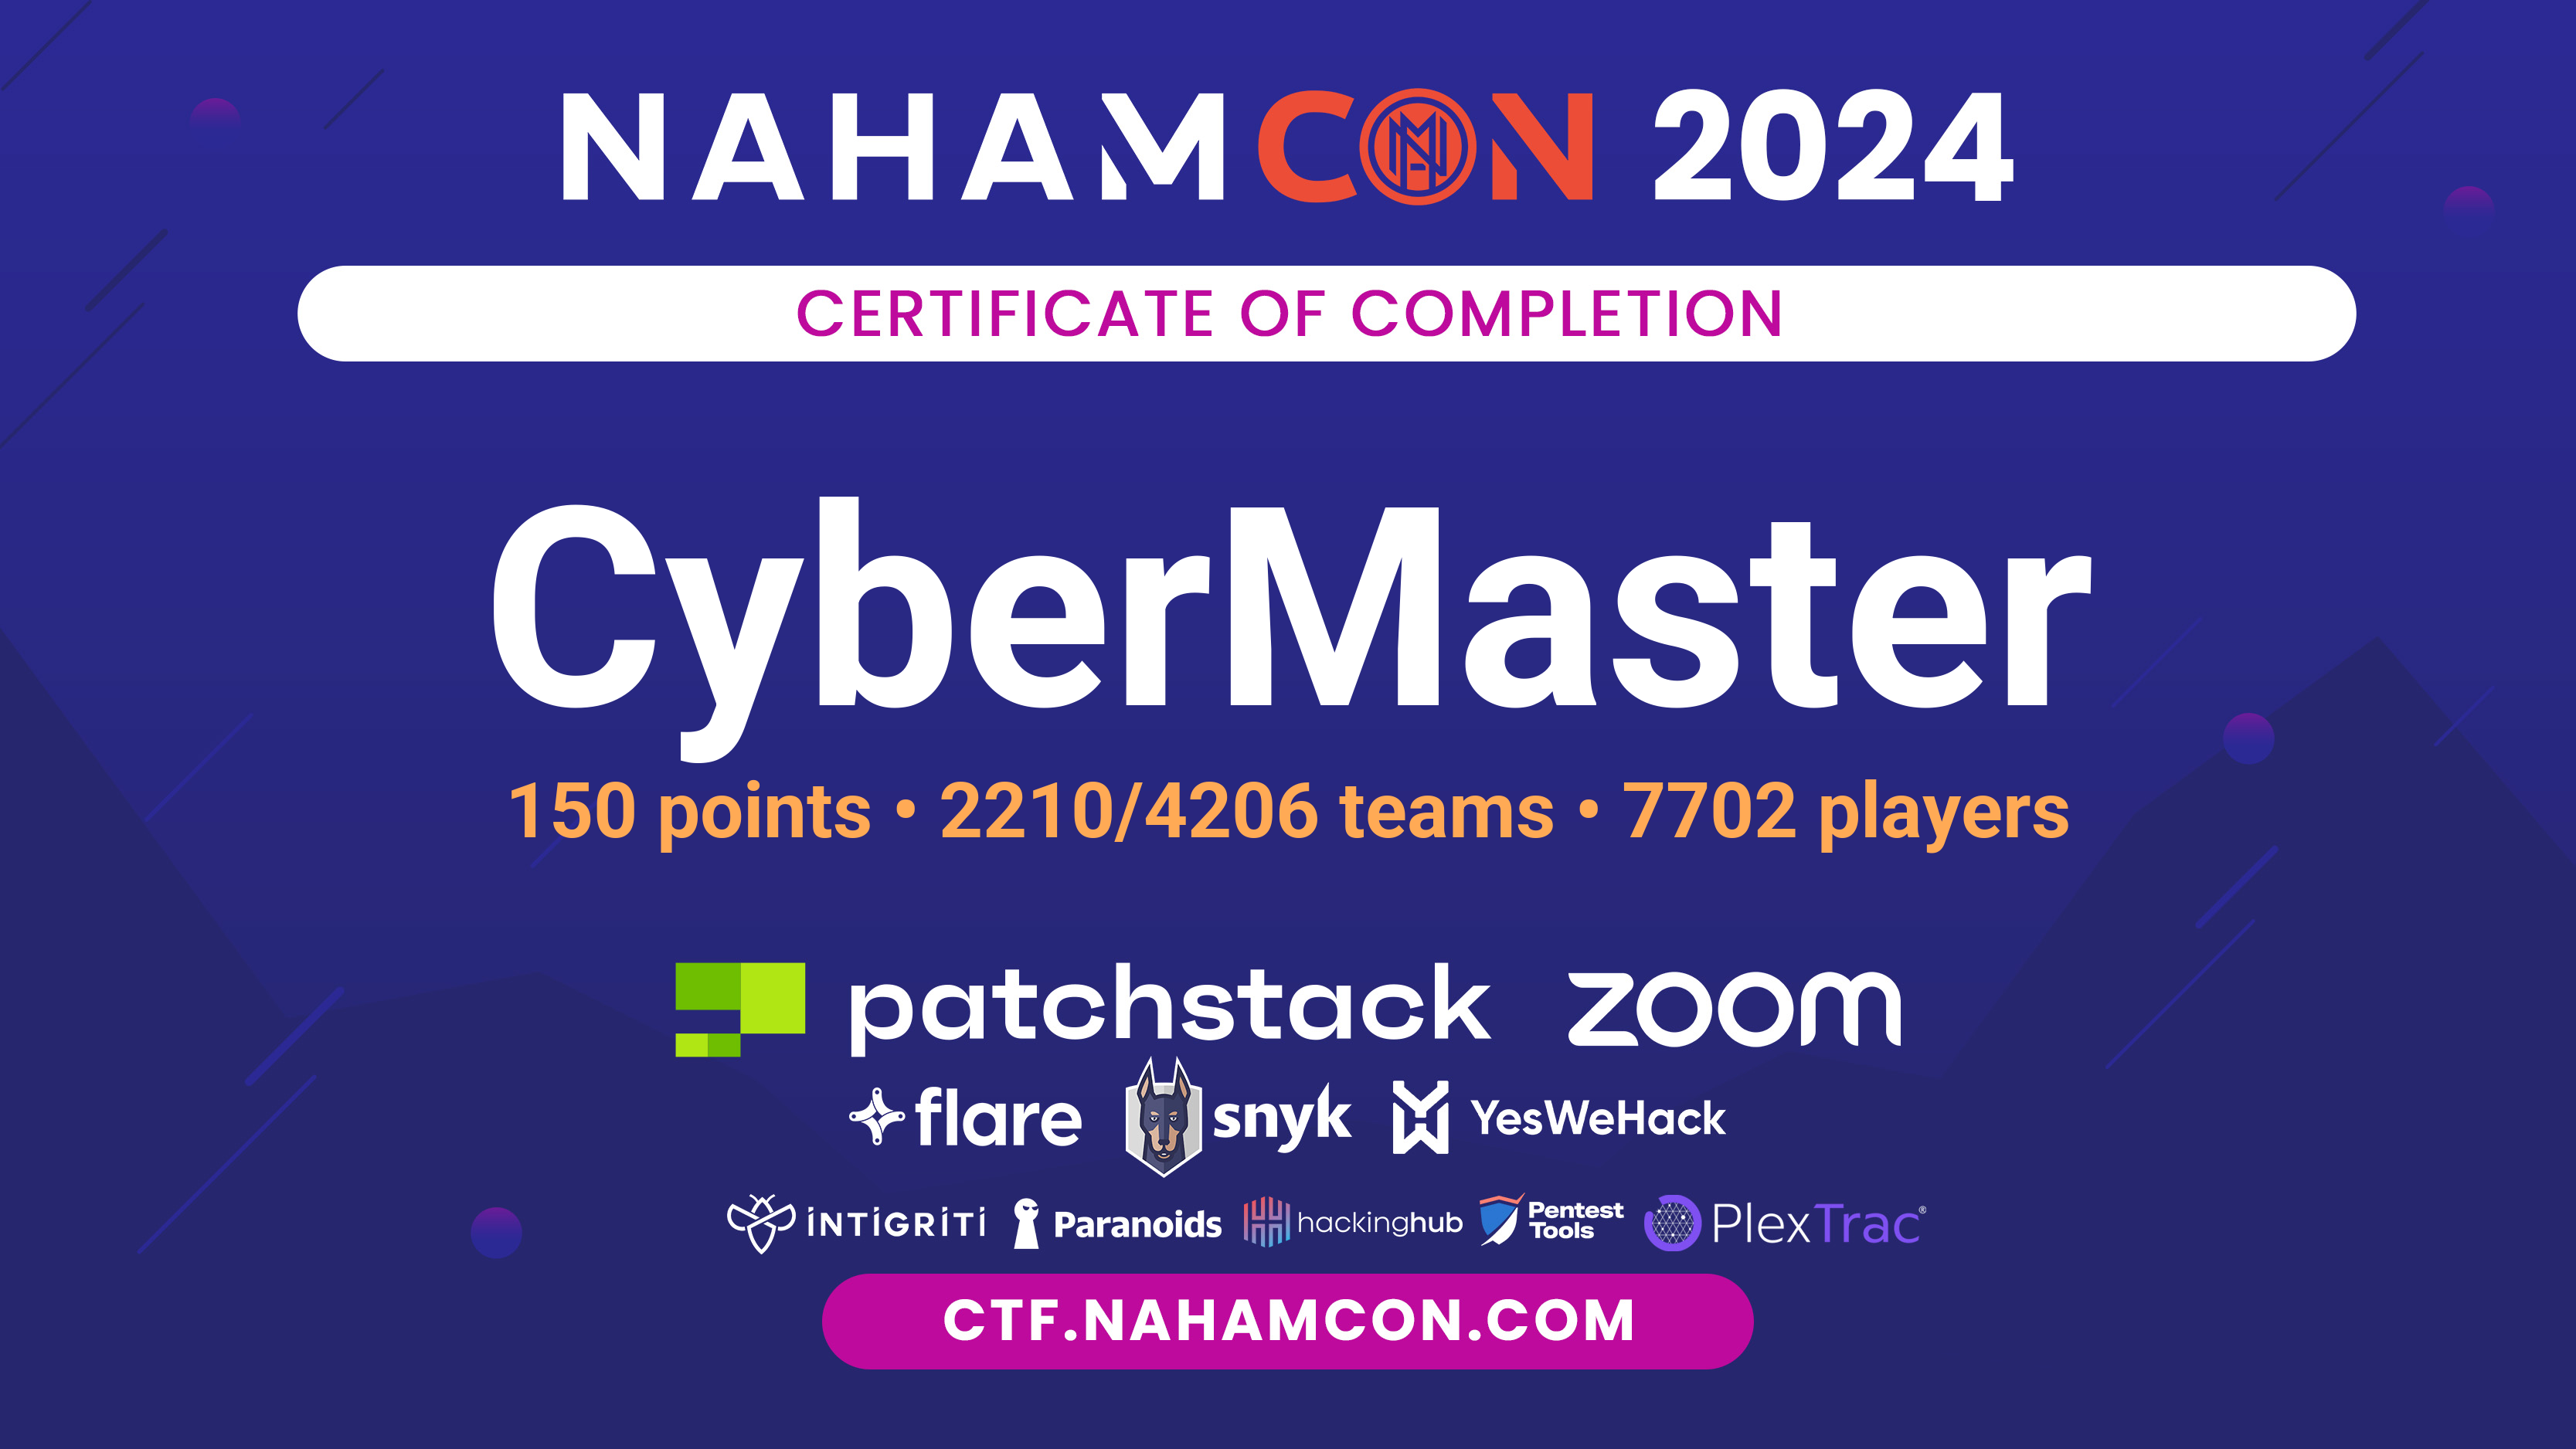 NAHAMCON 2024
CERTIFICATE OF COMPLETION
CyberMaster
150 points • 2210/4206 teams • 7702 players
patchstack zoom
flare snyk YesWeHack
INTIGRITI Paranoids hackinghub Pentest Tools PlexTrac®
CTF.NAHAMCON.COM